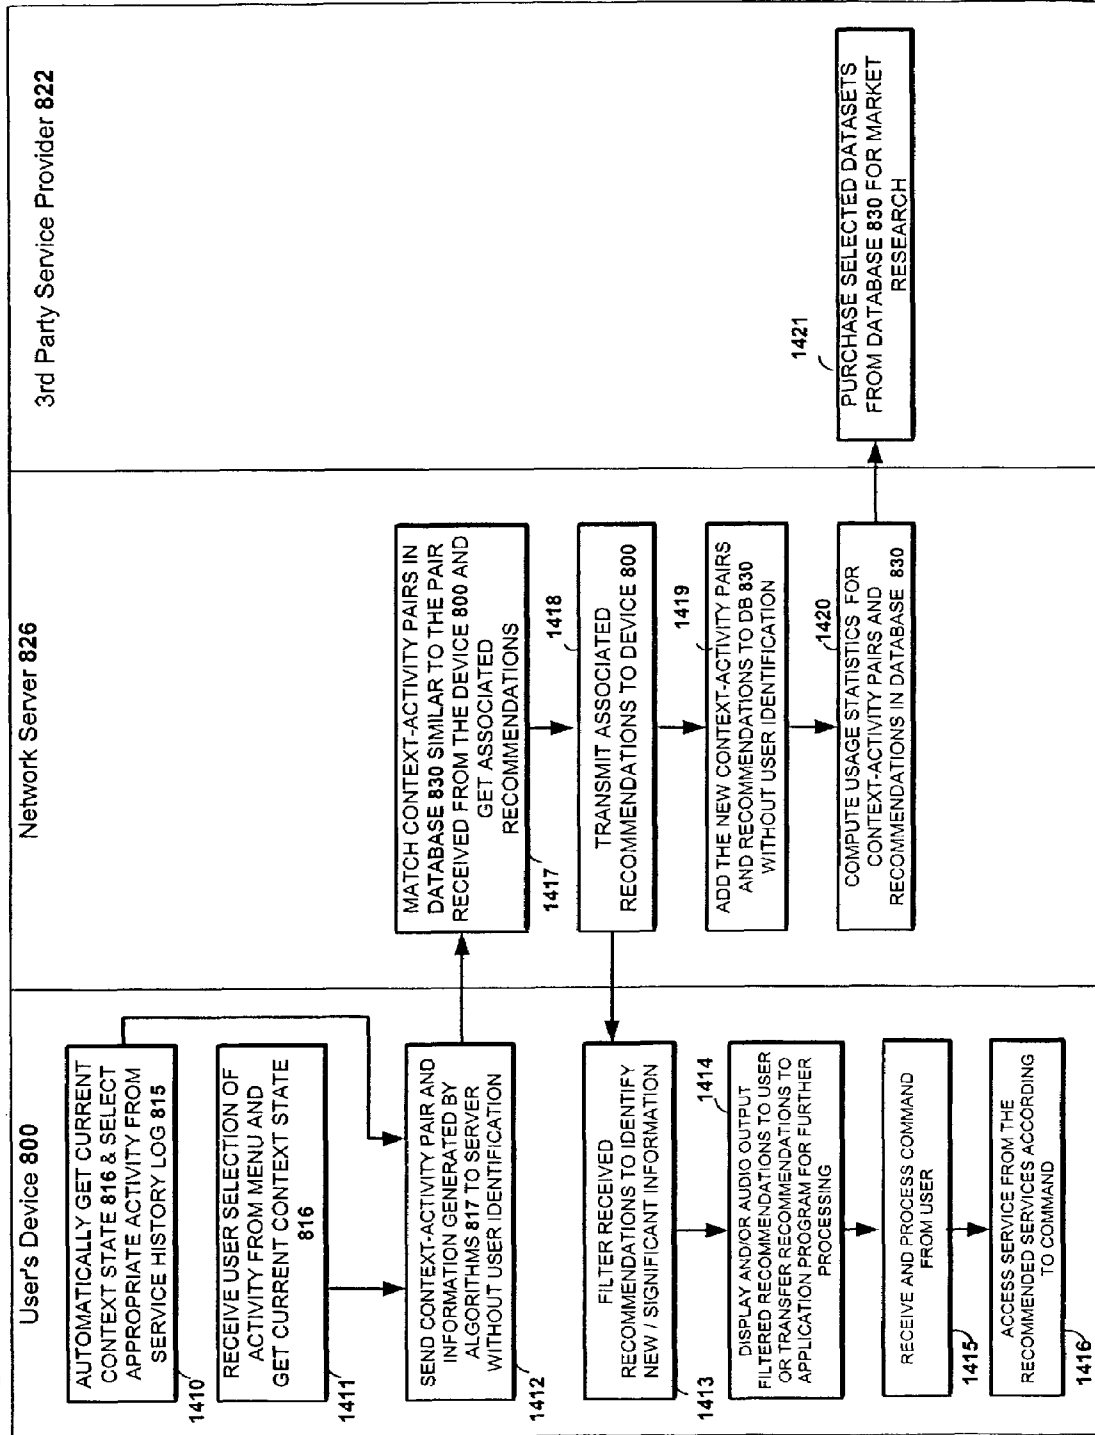 User's Device 800
AUTOMATICALLY GET CURRENT
CONTEXT STATE 816 & SELECT
APPROPRIATE ACTIVITY FROM
SERVICE HISTORY LOG 815
1410
RECEIVE USER SELECTION OF
ACTIVITY FROM MENU AND
GET CURRENT CONTEXT STATE
816
1411
SEND CONTEXT-ACTIVITY PAIR AND
INFORMATION GENERATED BY
ALGORITHMS 817 TO SERVER
WITHOUT USER IDENTIFICATION
1412
FILTER RECEIVED
RECOMMENDATIONS TO IDENTIFY
NEW / SIGNIFICANT INFORMATION
1413
1414
DISPLAY AND/OR AUDIO OUTPUT
FILTERED RECOMMENDATIONS TO USER
OR TRANSFER RECOMMENDATIONS TO
APPLICATION PROGRAM FOR FURTHER
PROCESSING
RECEIVE AND PROCESS COMMAND
FROM USER
1415
ACCESS SERVICE FROM THE
RECOMMENDED SERVICES ACCORDING
TO COMMAND
1416
Network Server 826
MATCH CONTEXT-ACTIVITY PAIRS IN
DATABASE 830 SIMILAR TO THE PAIR
RECEIVED FROM THE DEVICE 800 AND
GET ASSOCIATED
RECOMMENDATIONS
1417
1418
TRANSMIT ASSOCIATED
RECOMMENDATIONS TO DEVICE 800
1419
ADD THE NEW CONTEXT-ACTIVITY PAIRS
AND RECOMMENDATIONS TO DB 830
WITHOUT USER IDENTIFICATION
1420
COMPUTE USAGE STATISTICS FOR
CONTEXT-ACTIVITY PAIRS AND
RECOMMENDATIONS IN DATABASE 830
3rd Party Service Provider 822
1421
PURCHASE SELECTED DATASETS
FROM DATABASE 830 FOR MARKET
RESEARCH